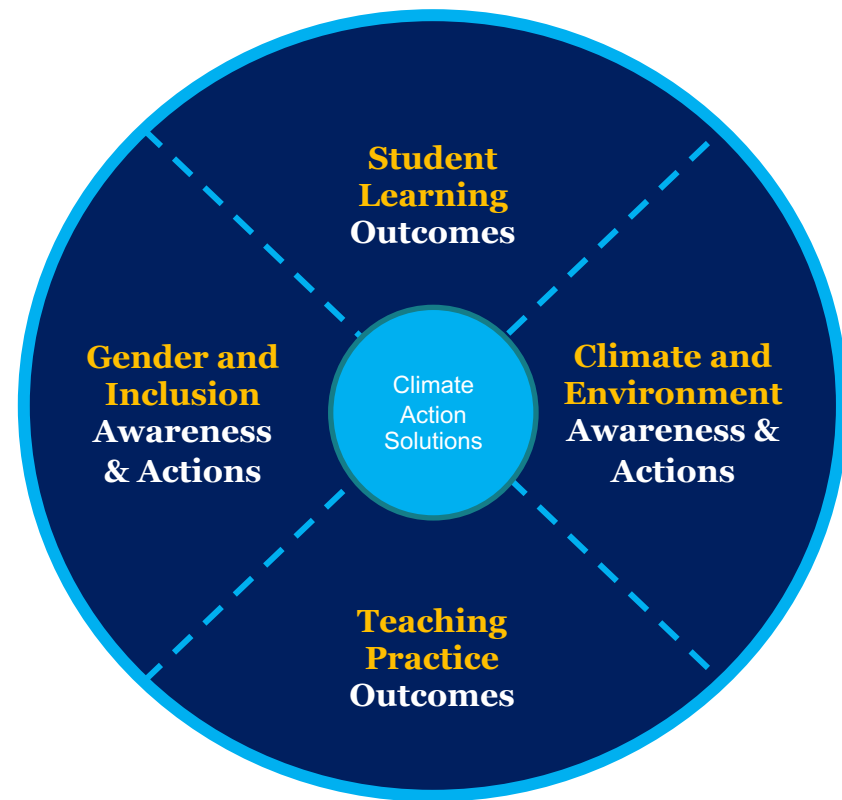 Student
Learning
Outcomes
Gender and
Inclusion
Awareness
& Actions
Climate
Action
Solutions
Climate and
Environment
Awareness &
Actions
Teaching
Practice
Outcomes